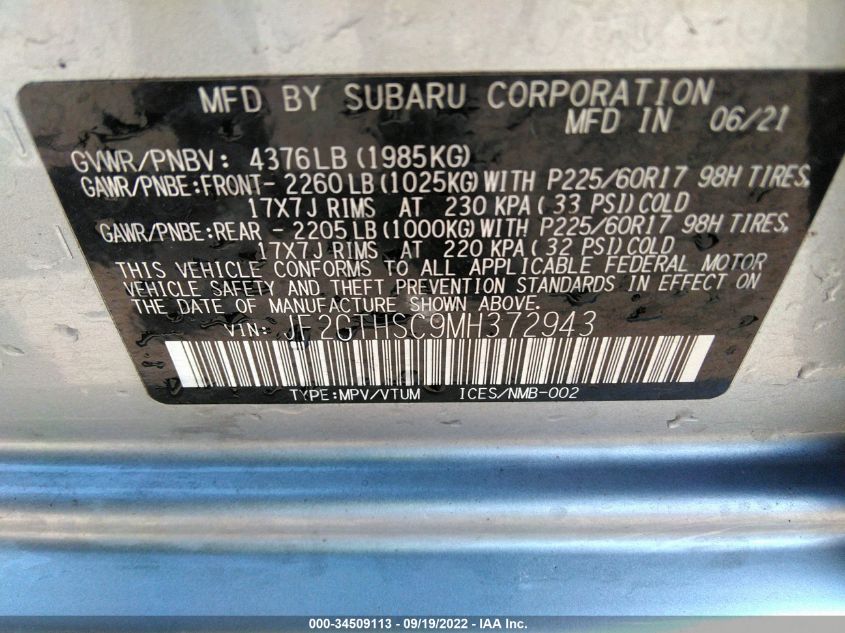 MFD BY SUBARU CORPORATION
MFD IN 06/21
GVWR/PNBV: 4376LB (1985KG)
GAWR/PNBE:FRONT- 2260 LB (1025KG) WITH P225/60R17 98H TIRES,
17X7J RIMS AT 230 KPA( 33 PSI) COLD
GAWR/PNBE:REAR - 2205 LB (1000KG) WITH P225/60R17 98H TIRES,
17X7J RIMS AT 220 KPA( 32 PSI) COLD
THIS VEHICLE CONFORMS TO ALL APPLICABLE FEDERAL MOTOR
VEHICLE SAFETY AND THEFT PREVENTION STANDARDS IN EFFECT ON
THE DATE OF MANUFACTURE SHOWN ABOVE.
VIN: JF2GTHSC9MH372943
TYPE:MPV/VTUM ICES/NMB-002
000-34509113 - 09/19/2022 - IAA Inc.